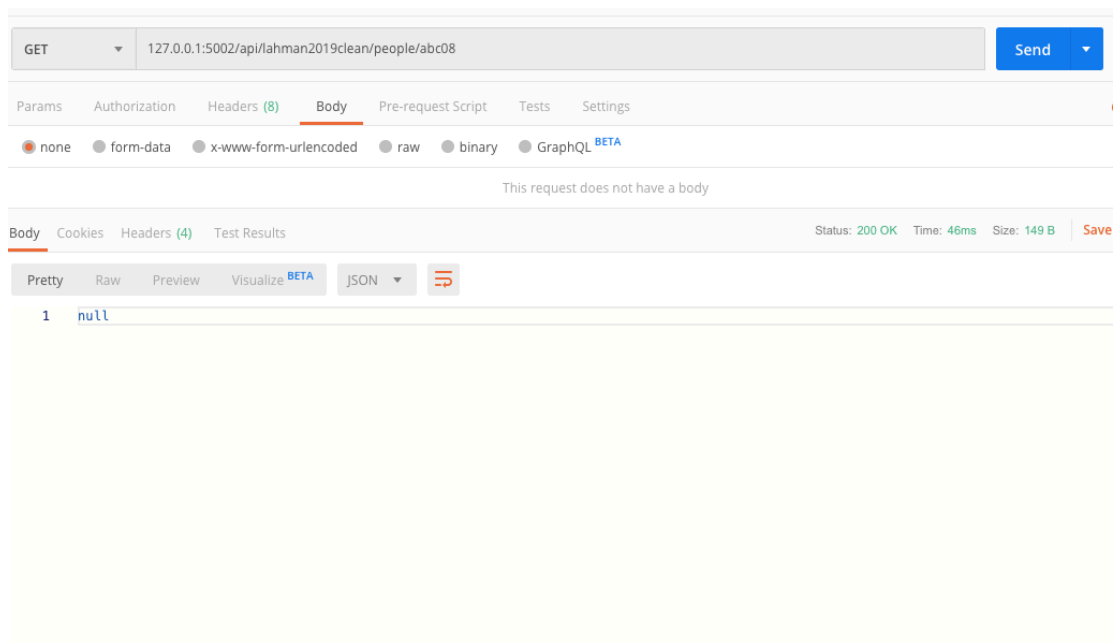 GET 127.0.0.1:5002/api/lahman2019clean/people/abc08 Send
Params Authorization Headers (8) Body Pre-request Script Tests Settings
none form-data x-www-form-urlencoded raw binary GraphQL BETA
This request does not have a body
Body Cookies Headers (4) Test Results Status: 200 OK Time: 46ms Size: 149 B Save
Pretty Raw Preview Visualize BETA JSON
1 null